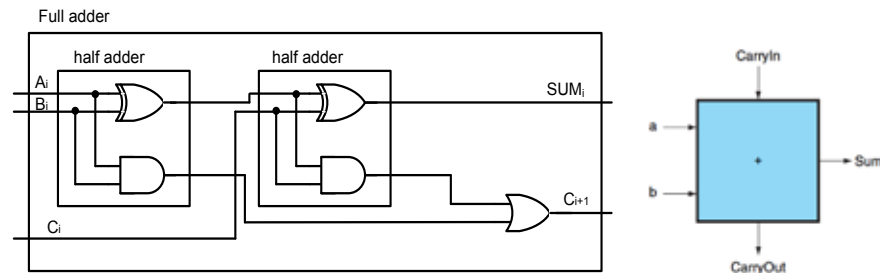 Full adder
half adder
half adder
Ai
Bi
SUMi
Ci
Ci+1
CarryIn
a
+
Sum
b
CarryOut